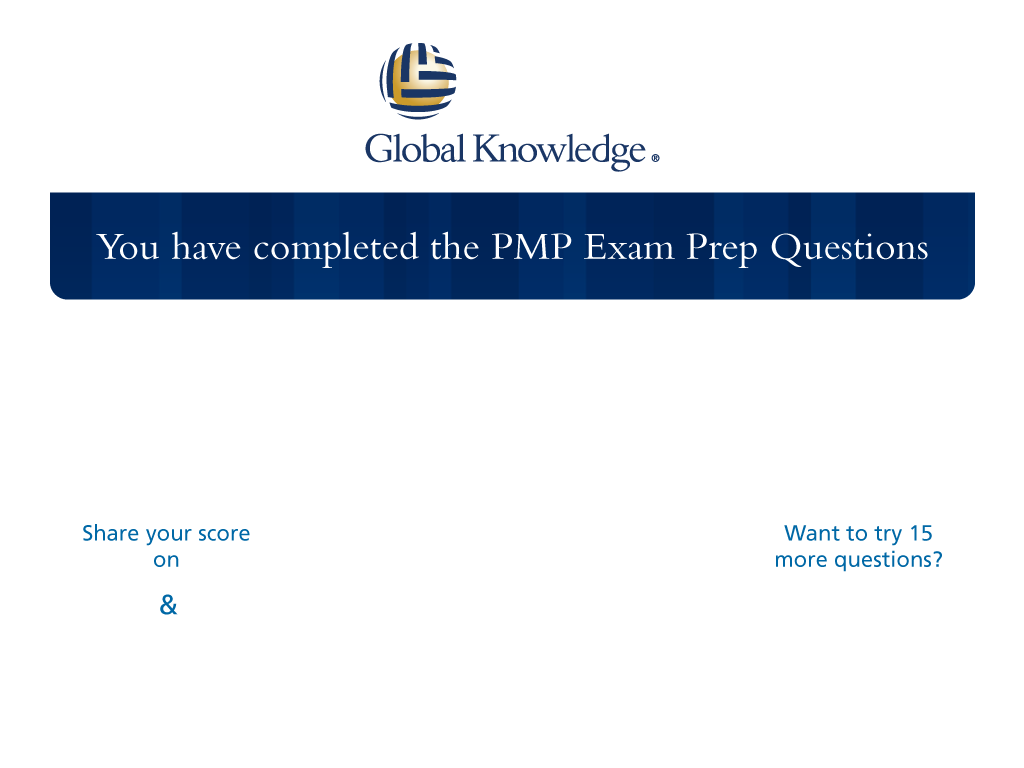 Global Knowledge ®
You have completed the PMP Exam Prep Questions
Share your score
on
&
Want to try 15
more questions?